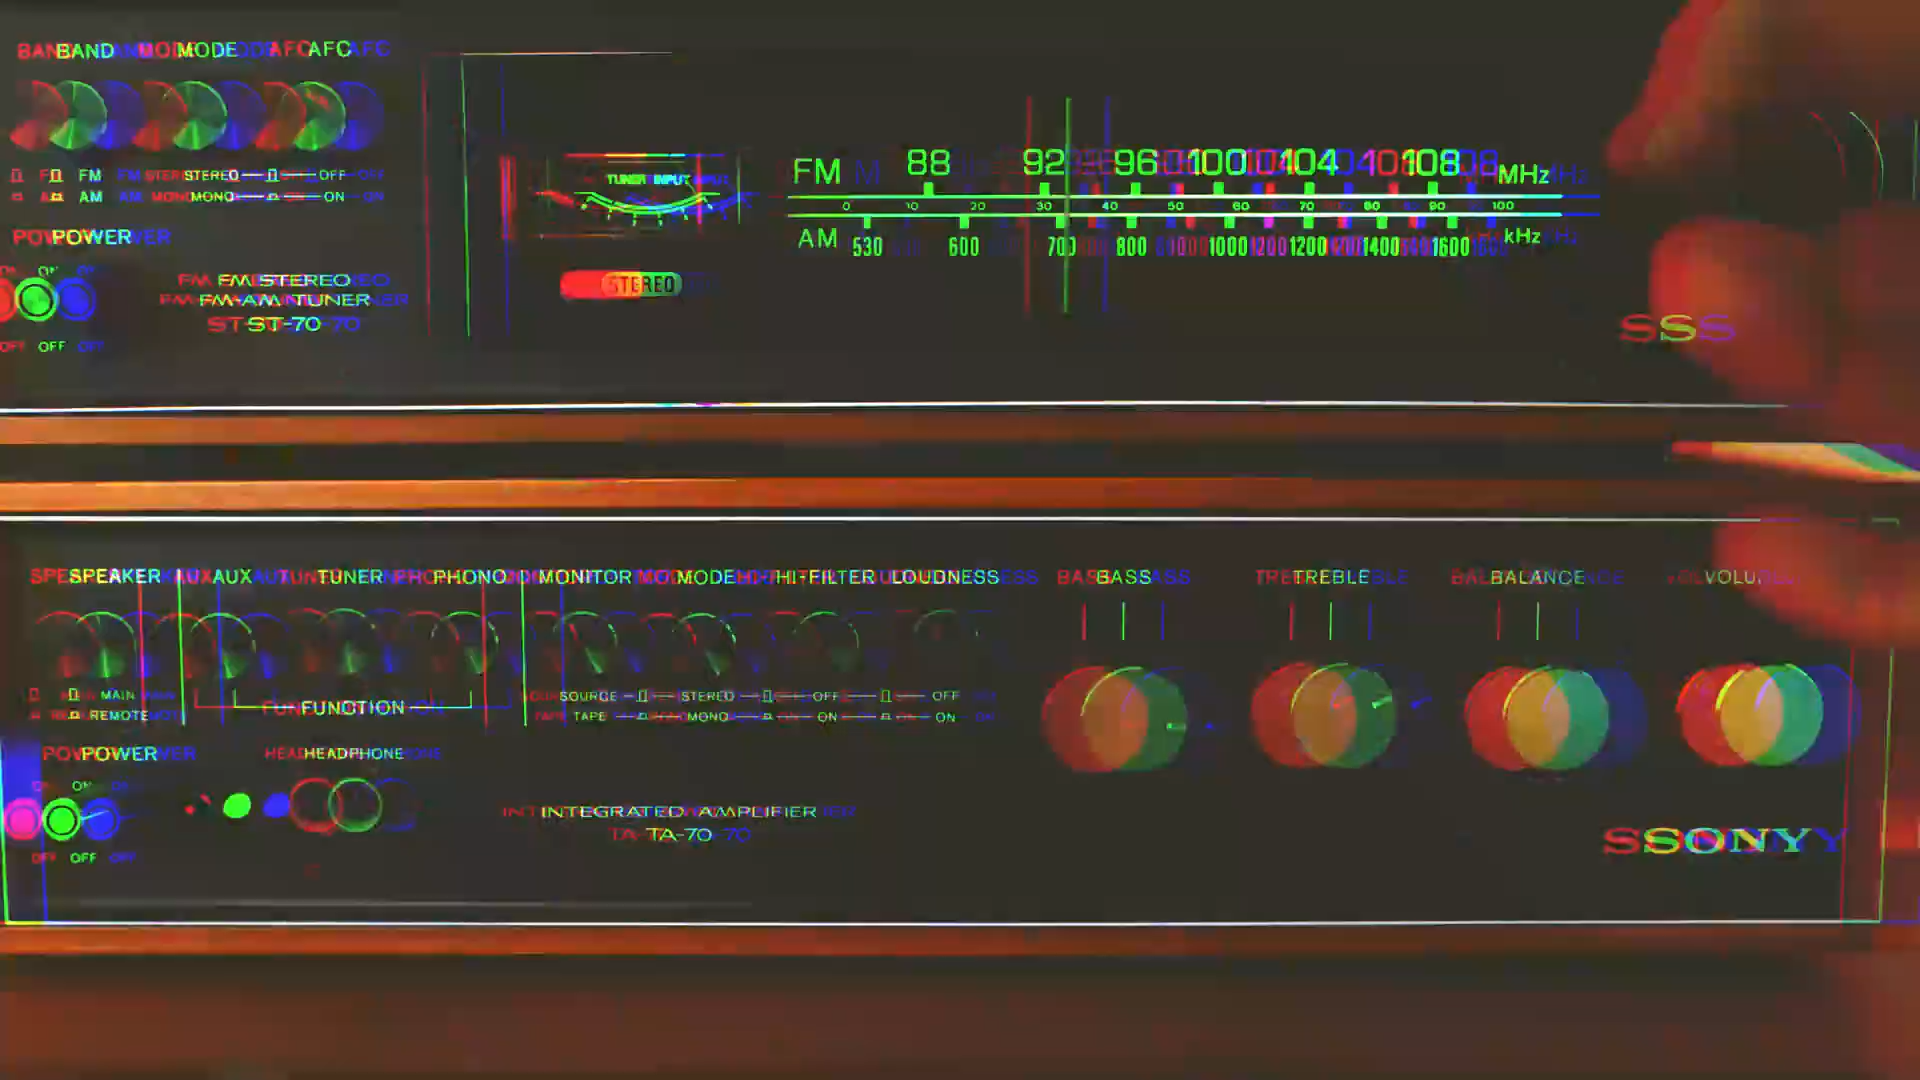 BAND MODE AFC
FM STEREO OFF
AM MONO ON
POWER
ON
OFF
FM STEREO
FM-AM TUNER
ST-70
TUNER INPUT
STEREO
FM 88 92 96 100 104 108 MHz
0 10 20 30 40 50 60 70 80 90 100
AM 530 600 700 800 1000 1200 1400 1600 kHz
S
SPEAKER AUX TUNER PHONO MONITOR MODE HI-FILTER LOUDNESS BASS TREBLE BALANCE VOLU
MAIN SOURCE STEREO OFF OFF
REMOTE TAPE MONO ON ON
FUNCTION
POWER HEADPHONE
ON
OFF
INTEGRATED AMPLIFIER
TA-70
SONY